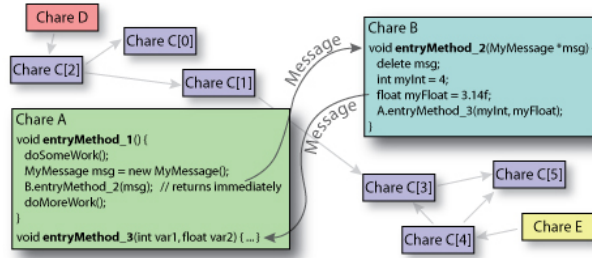 Chare D
Chare C[0]
Chare C[2]
Chare C[1]
Message
Chare B
void entryMethod_2(MyMessage *msg)
delete msg;
int myInt = 4;
float myFloat = 3.14f;
A.entryMethod_3(myInt, myFloat);
}
Chare A
void entryMethod_1() {
doSomeWork();
MyMessage msg = new MyMessage();
B.entryMethod_2(msg); // returns immediately
doMoreWork();
}
void entryMethod_3(int var1, float var2) { ... }
Message
Chare C[3]
Chare C[5]
Chare C[4]
Chare E